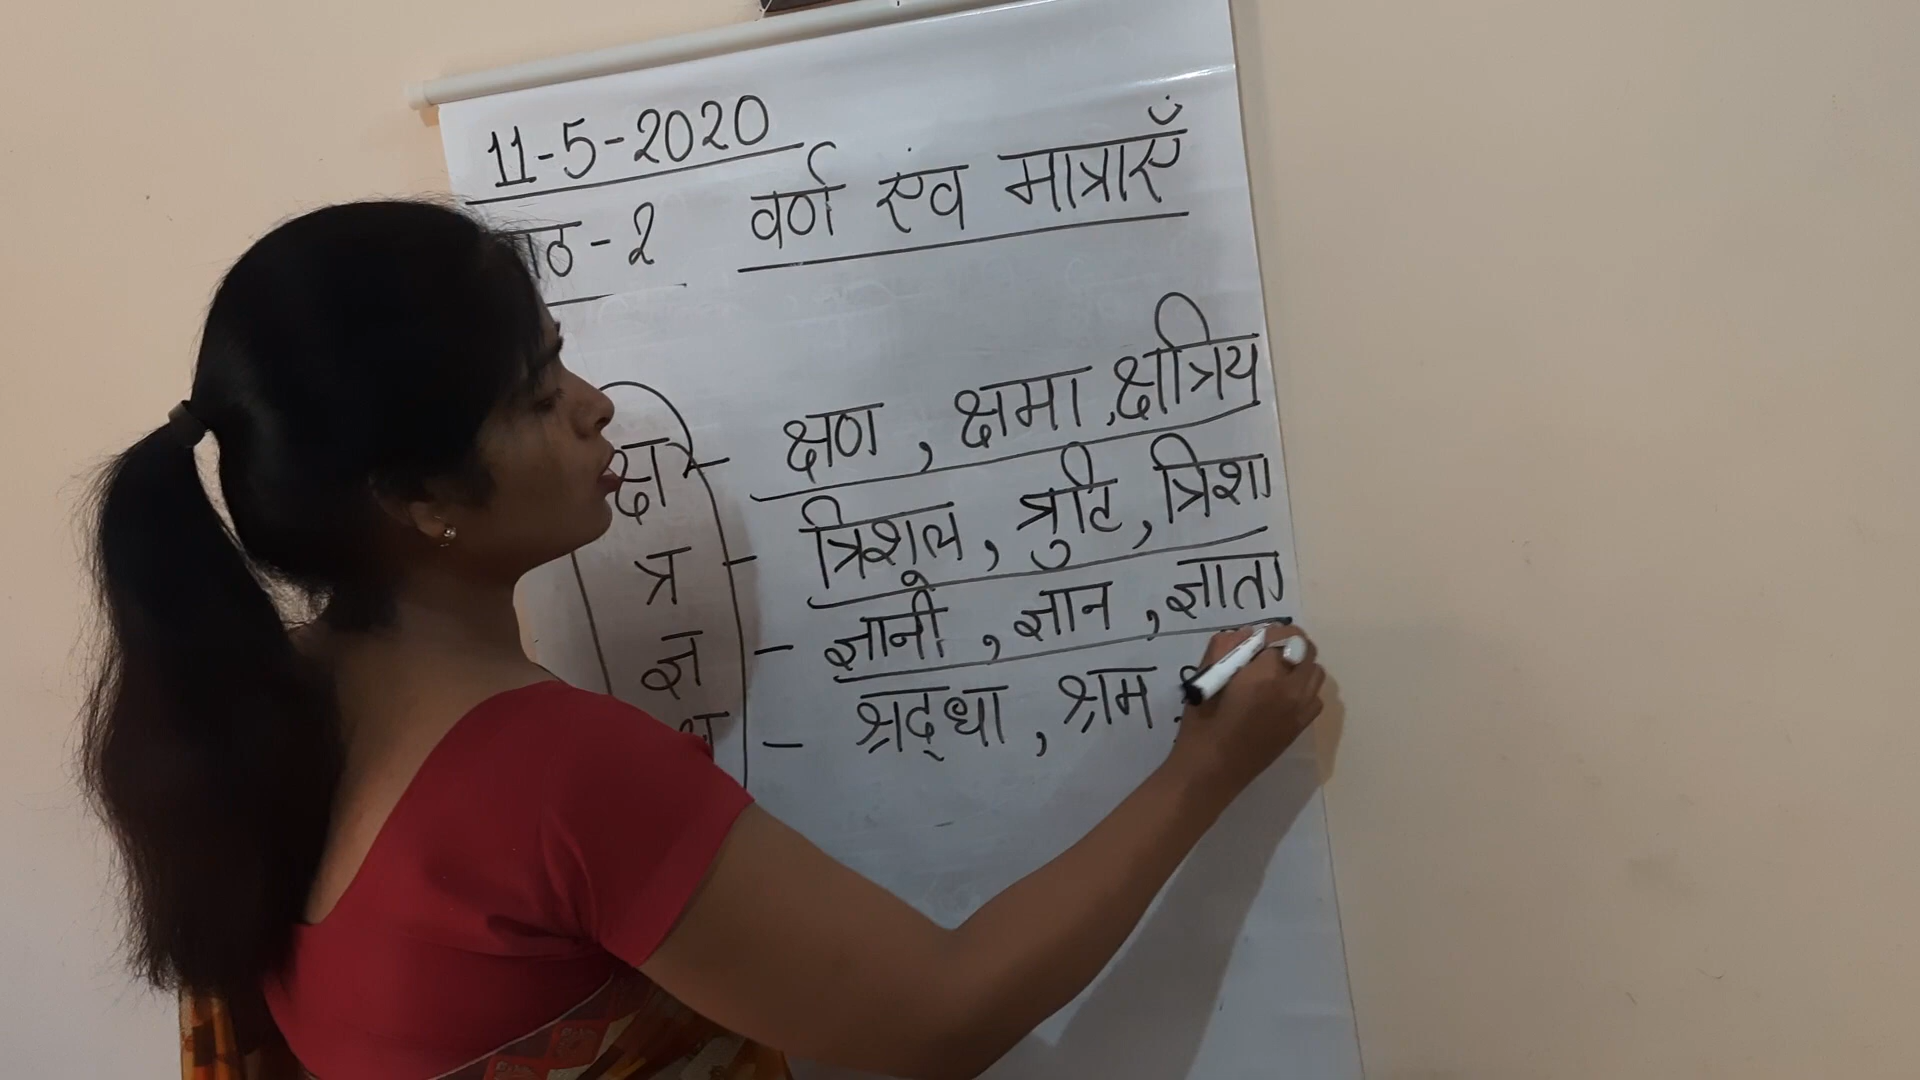 11-5-2020
पाठ-2 वर्ण एंव मात्राएँ
क्ष - क्षण , क्षमा , क्षत्रिय
त्र - त्रिशूल , त्रुटि , त्रिशा
ज्ञ - ज्ञानी , ज्ञान , ज्ञाता
श्र - श्रद्धा , श्रम